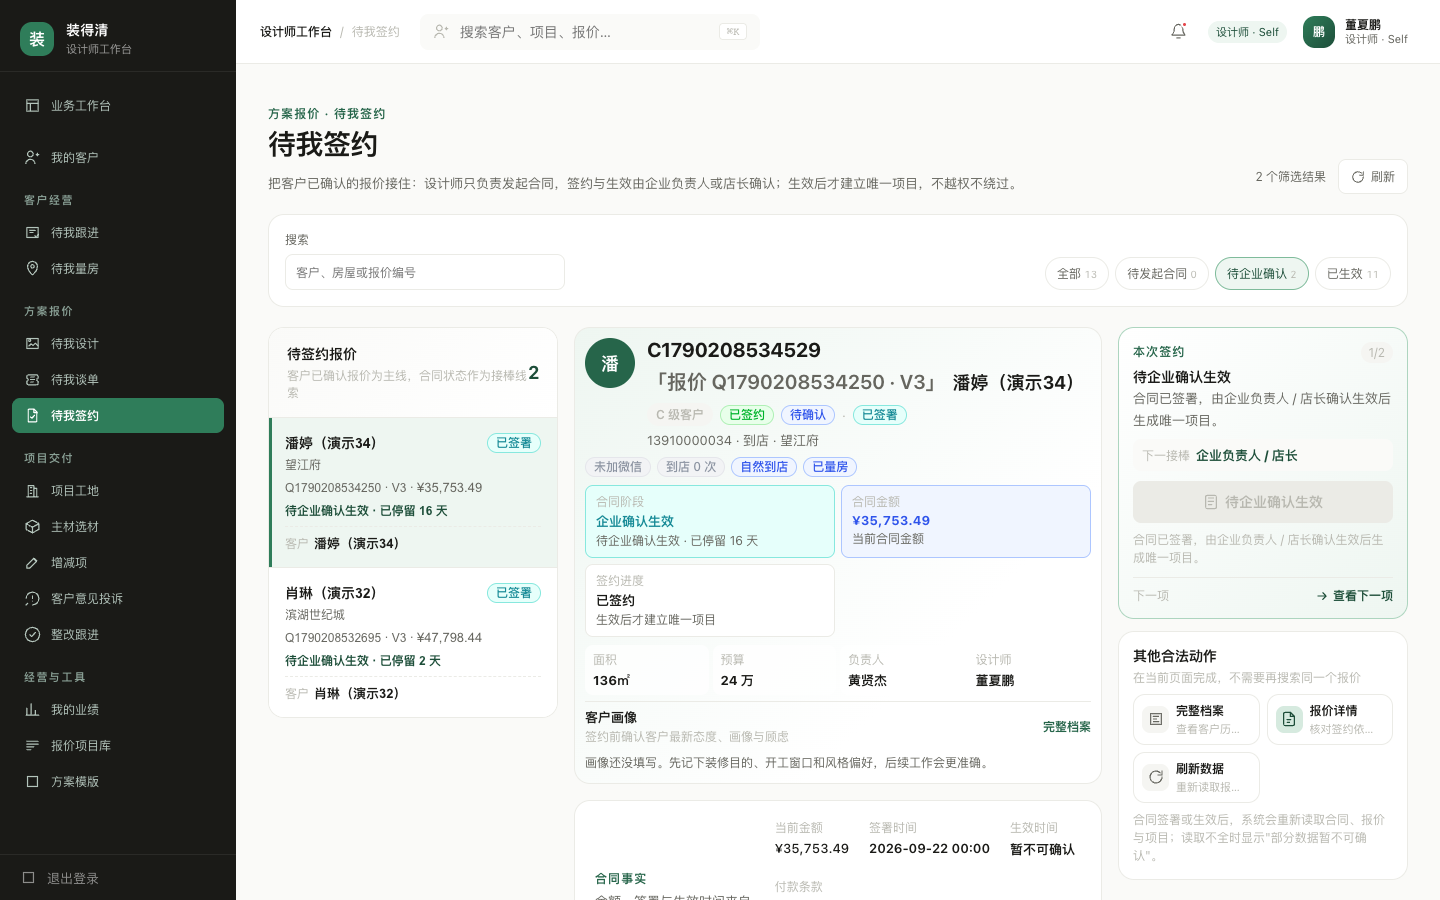 装
装得清
设计师工作台
业务工作台
我的客户
客户经营
待我跟进
待我量房
方案报价
待我设计
待我谈单
待我签约
项目交付
项目工地
主材选材
增减项
客户意见投诉
整改跟进
经营与工具
我的业绩
报价项目库
方案模版
退出登录
设计师工作台 / 待我签约
搜索客户、项目、报价...
⌘K
设计师 · Self
鹏
董夏鹏
设计师 · Self
方案报价 · 待我签约
待我签约
把客户已确认的报价接住：设计师只负责发起合同，签约与生效由企业负责人或店长确认；生效后才建立唯一项目，不越权不绕过。
2 个筛选结果
刷新
搜索
客户、房屋或报价编号
全部 13
待发起合同 0
待企业确认 2
已生效 11
待签约报价
客户已确认报价为主线，合同状态作为接棒线
索
2
潘婷（演示34）
已签署
望江府
Q1790208534250 · V3 · ¥35,753.49
待企业确认生效 · 已停留 16 天
客户 潘婷（演示34）
肖琳（演示32）
已签署
滨湖世纪城
Q1790208532695 · V3 · ¥47,798.44
待企业确认生效 · 已停留 2 天
客户 肖琳（演示32）
潘
C1790208534529
「报价 Q1790208534250 · V3」 潘婷（演示34）
C 级客户 已签约 待确认 · 已签署
13910000034 · 到店 · 望江府
未加微信 到店 0 次 自然到店 已量房
合同阶段
企业确认生效
待企业确认生效 · 已停留 16 天
合同金额
¥35,753.49
当前合同金额
签约进度
已签约
生效后才建立唯一项目
面积
136㎡
预算
24 万
负责人
黄贤杰
设计师
董夏鹏
客户画像
签约前确认客户最新态度、画像与顾虑
完整档案
画像还没填写。先记下装修目的、开工窗口和风格偏好，后续工作会更准确。
合同事实
当前金额
¥35,753.49
签署时间
2026-09-22 00:00
生效时间
暂不可确认
付款条款
本次签约
1/2
待企业确认生效
合同已签署，由企业负责人 / 店长确认生效后
生成唯一项目。
下一接棒 企业负责人 / 店长
待企业确认生效
合同已签署，由企业负责人 / 店长确认生效后生
成唯一项目。
下一项
→ 查看下一项
其他合法动作
在当前页面完成，不需要再搜索同一个报价
完整档案
查看客户历...
报价详情
核对签约依...
刷新数据
重新读取报...
合同签署或生效后，系统会重新读取合同、报价
与项目；读取不全时显示"部分数据暂不可确
认"。